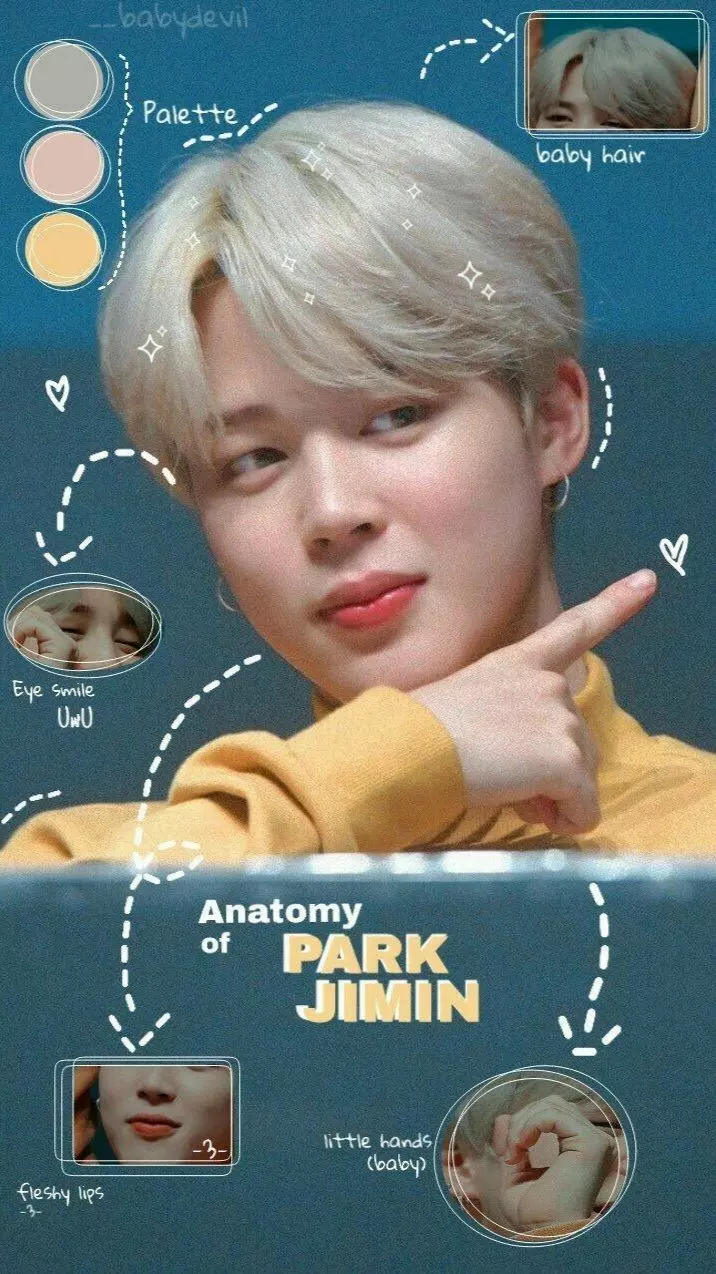 __babydevil
Palette
baby hair
Eye smile
UwU
Anatomy
of
PARK
JIMIN
-3-
little hands
(baby)
fleshy lips
-3-